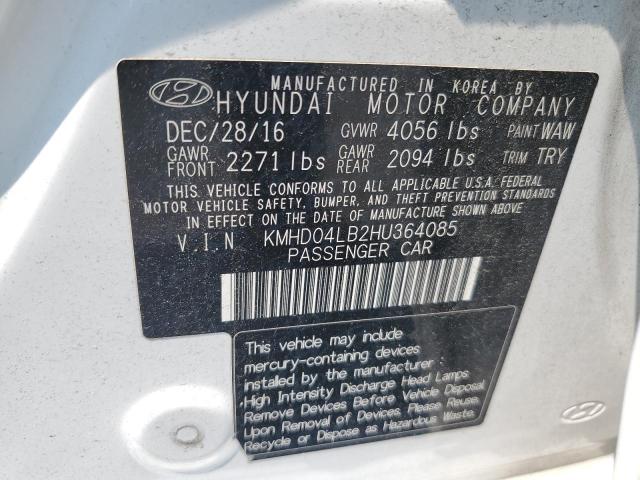 MANUFACTURED IN KOREA BY
HYUNDAI MOTOR COMPANY
DEC/28/16 GVWR 4056 lbs PAINT WAW
GAWR FRONT 2271 lbs GAWR REAR 2094 lbs TRIM TRY
THIS VEHICLE CONFORMS TO ALL APPLICABLE U.S.A. FEDERAL
MOTOR VEHICLE SAFETY, BUMPER, AND THEFT PREVENTION STANDARDS
IN EFFECT ON THE DATE OF MANUFACTURE SHOWN ABOVE
V.I.N KMHD04LB2HU364085
PASSENGER CAR
This vehicle may include
mercury-containing devices
installed by the manufacturer
·High Intensity Discharge Head Lamps
Remove Devices Before Vehicle Disposal
Upon Removal of Devices, Please Reuse,
Recycle or Dispose as Hazardous Waste.